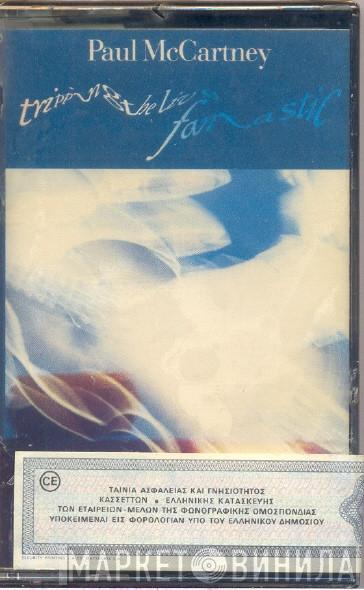 Paul McCartney
tripping the live
fantastic
CE
ΤΑΙΝΙΑ ΑΣΦΑΛΕΙΑΣ ΚΑΙ ΓΝΗΣΙΟΤΗΤΟΣ
ΚΑΣΣΕΤΤΩΝ • ΕΛΛΗΝΙΚΗΣ ΚΑΤΑΣΚΕΥΗΣ
ΤΩΝ ΕΤΑΙΡΕΙΩΝ-ΜΕΛΩΝ ΤΗΣ ΦΩΝΟΓΡΑΦΙΚΗΣ ΟΜΟΣΠΟΝΔΙΑΣ
ΥΠΟΚΕΙΜΕΝΑΙ ΕΙΣ ΦΟΡΟΛΟΓΙΑΝ ΥΠΟ ΤΟΥ ΕΛΛΗΝΙΚΟΥ ΔΗΜΟΣΙΟΥ
МАРКЕТ ВИНИЛА